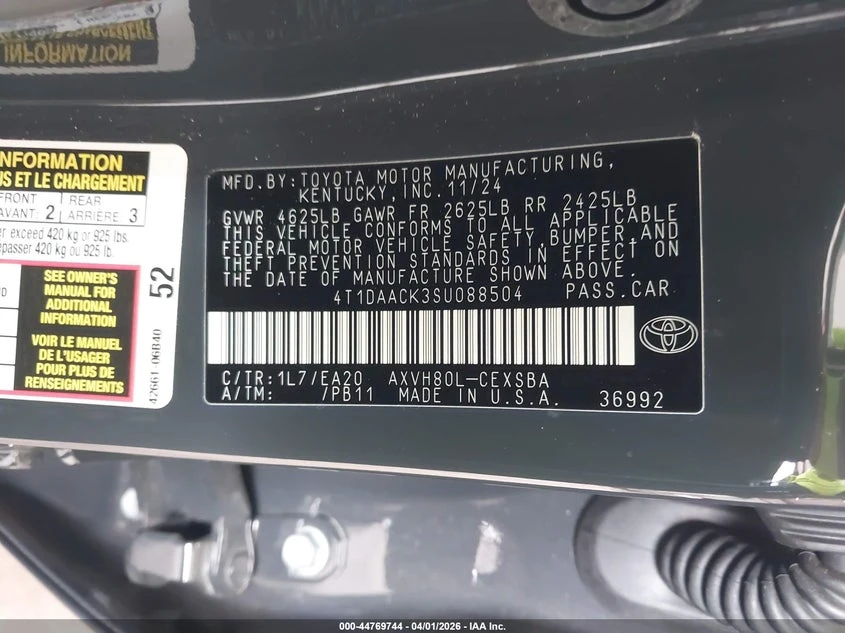 INFORMATION
NFORMATION
US ET LE CHARGEMENT
FRONT REAR
AVANT: 2 ARRIÈRE 3
er exceed 420 kg or 925 lbs.
épasser 420 kg ou 925 lb.
SEE OWNER'S
MANUAL FOR
ADDITIONAL
INFORMATION
VOIR LE MANUEL
DE L'USAGER
POUR PLUS DE
RENSEIGNEMENTS
52
42661-06B40
MFD.BY:TOYOTA MOTOR MANUFACTURING,
KENTUCKY,INC.11/24
GVWR 4625LB GAWR FR 2625LB RR 2425LB
THIS VEHICLE CONFORMS TO ALL APPLICABLE
FEDERAL MOTOR VEHICLE SAFETY,BUMPER AND
THEFT PREVENTION STANDARDS IN EFFECT ON
THE DATE OF MANUFACTURE SHOWN ABOVE.
4T1DAACK3SU088504 PASS.CAR
C/TR:1L7/EA20 AXVH80L-CEXSBA
A/TM: /PB11 MADE IN U.S.A. 36992
000-44769744 - 04/01/2026 - IAA Inc.